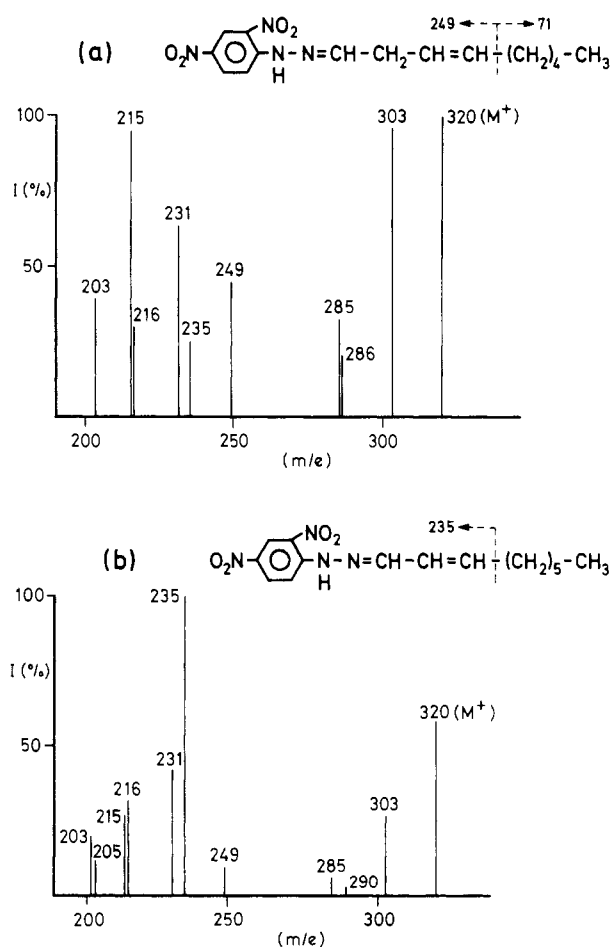 (a)
249 71
NO₂
O₂N N-N=CH-CH₂-CH=CH-(CH₂)₄-CH₃
H
100
215
303
320 (M⁺)
I (%)
231
50
249
203
285
216
235
286
200 250 300
(m/e)
(b)
235
NO₂
O₂N N-N=CH-CH=CH-(CH₂)₅-CH₃
H
100
235
I (%)
320 (M⁺)
50
231
216
303
215
203
205
249
285
290
200 250 300
(m/e)